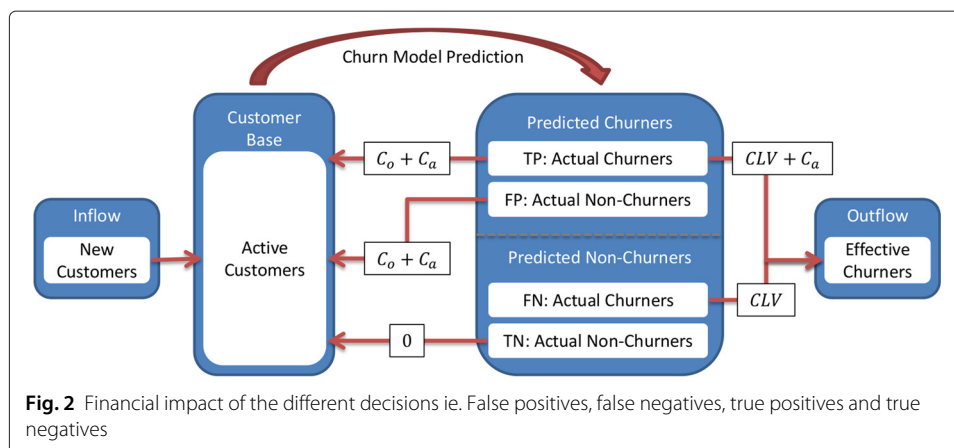 Churn Model Prediction
Customer
Base
Active
Customers
Inflow
New
Customers
C_o + C_a
C_o + C_a
0
Predicted Churners
TP: Actual Churners
FP: Actual Non-Churners
Predicted Non-Churners
FN: Actual Churners
TN: Actual Non-Churners
CLV + C_a
CLV
Outflow
Effective
Churners
Fig. 2 Financial impact of the different decisions ie. False positives, false negatives, true positives and true
negatives